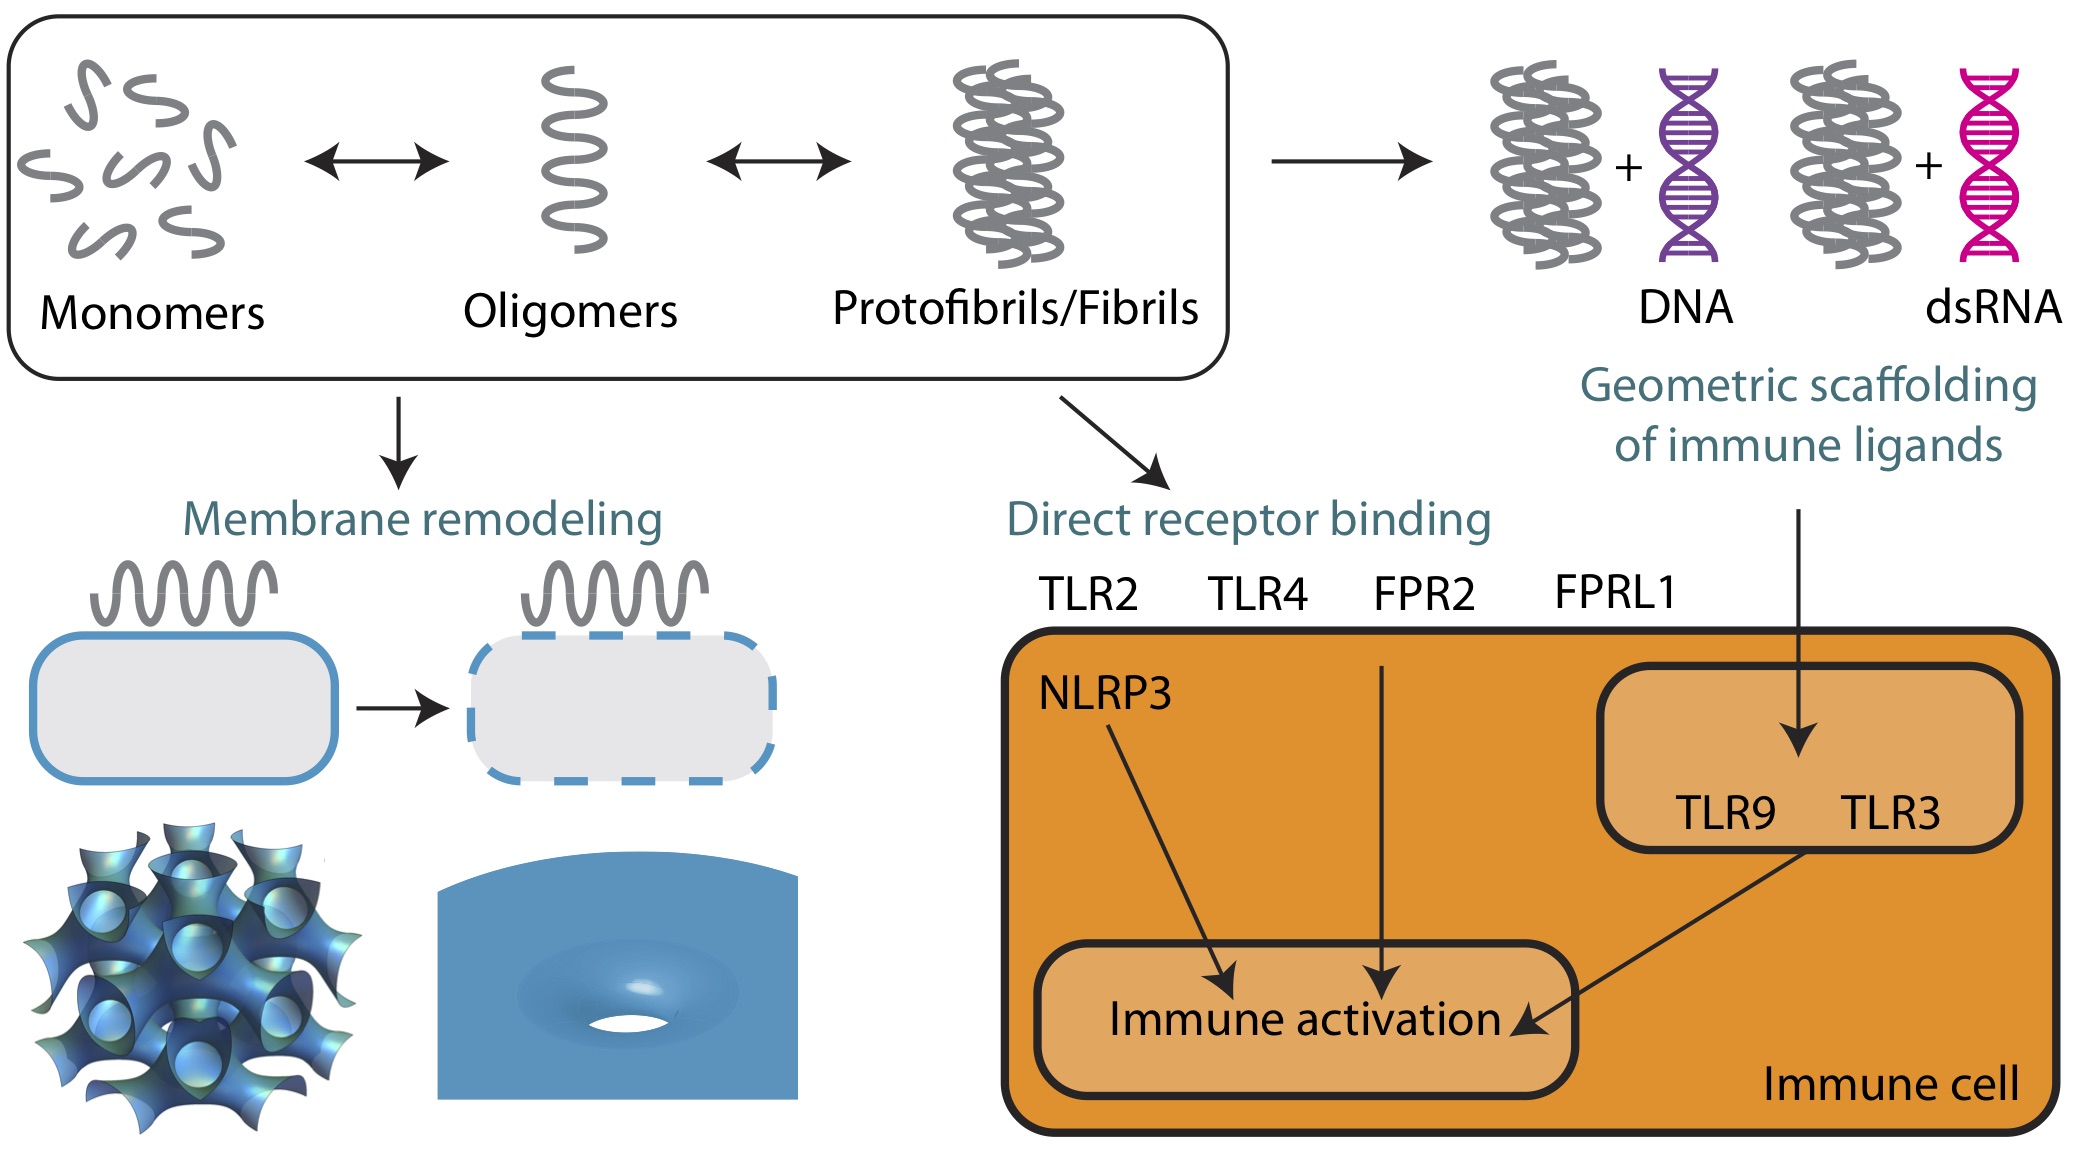 Monomers
Oligomers
Protofibrils/Fibrils
+
DNA
+
dsRNA
Geometric scaffolding
of immune ligands
Membrane remodeling
Direct receptor binding
TLR2
TLR4
FPR2
FPRL1
NLRP3
TLR9
TLR3
Immune activation
Immune cell